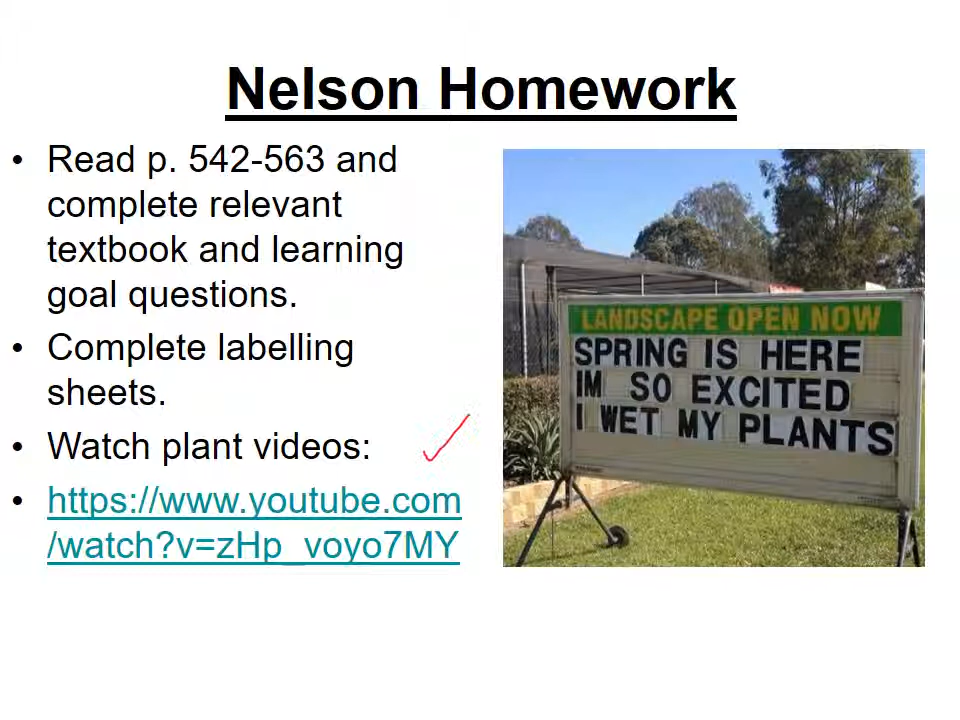 Nelson Homework
• Read p. 542-563 and
complete relevant
textbook and learning
goal questions.
• Complete labelling
sheets.
• Watch plant videos:
• https://www.youtube.com
/watch?v=zHp_voyo7MY
LANDSCAPE OPEN NOW
SPRING IS HERE
IM SO EXCITED
I WET MY PLANTS